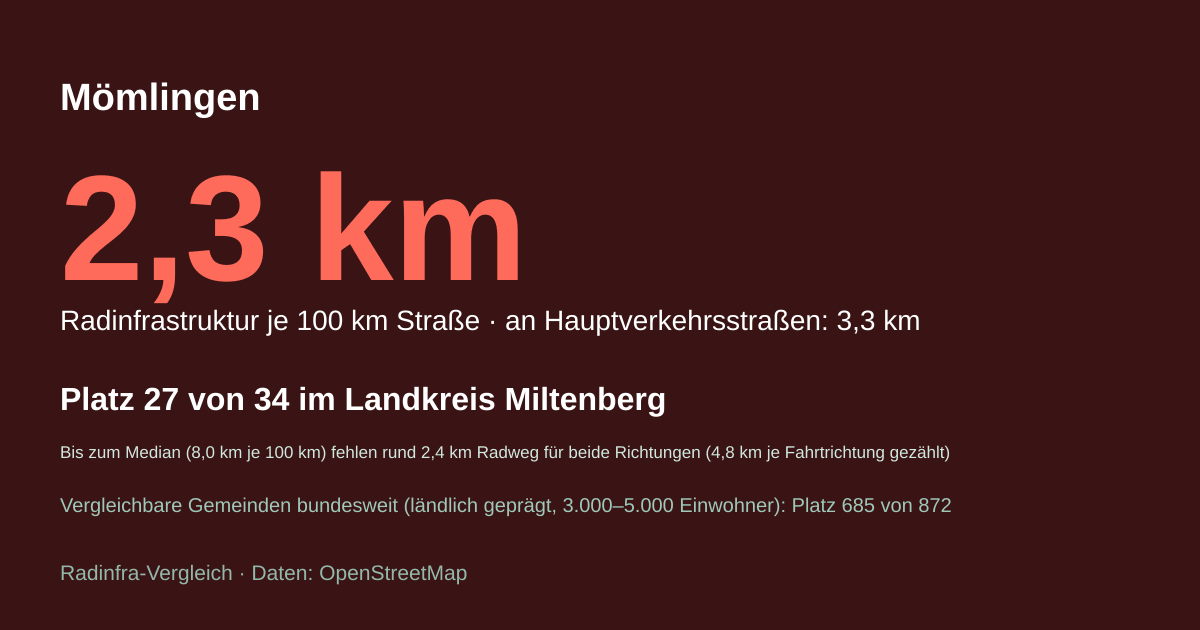 Mömlingen
2,3 km
Radinfrastruktur je 100 km Straße · an Hauptverkehrsstraßen: 3,3 km
Platz 27 von 34 im Landkreis Miltenberg
Bis zum Median (8,0 km je 100 km) fehlen rund 2,4 km Radweg für beide Richtungen (4,8 km je Fahrtrichtung gezählt)
Vergleichbare Gemeinden bundesweit (ländlich geprägt, 3.000–5.000 Einwohner): Platz 685 von 872
Radinfra-Vergleich · Daten: OpenStreetMap